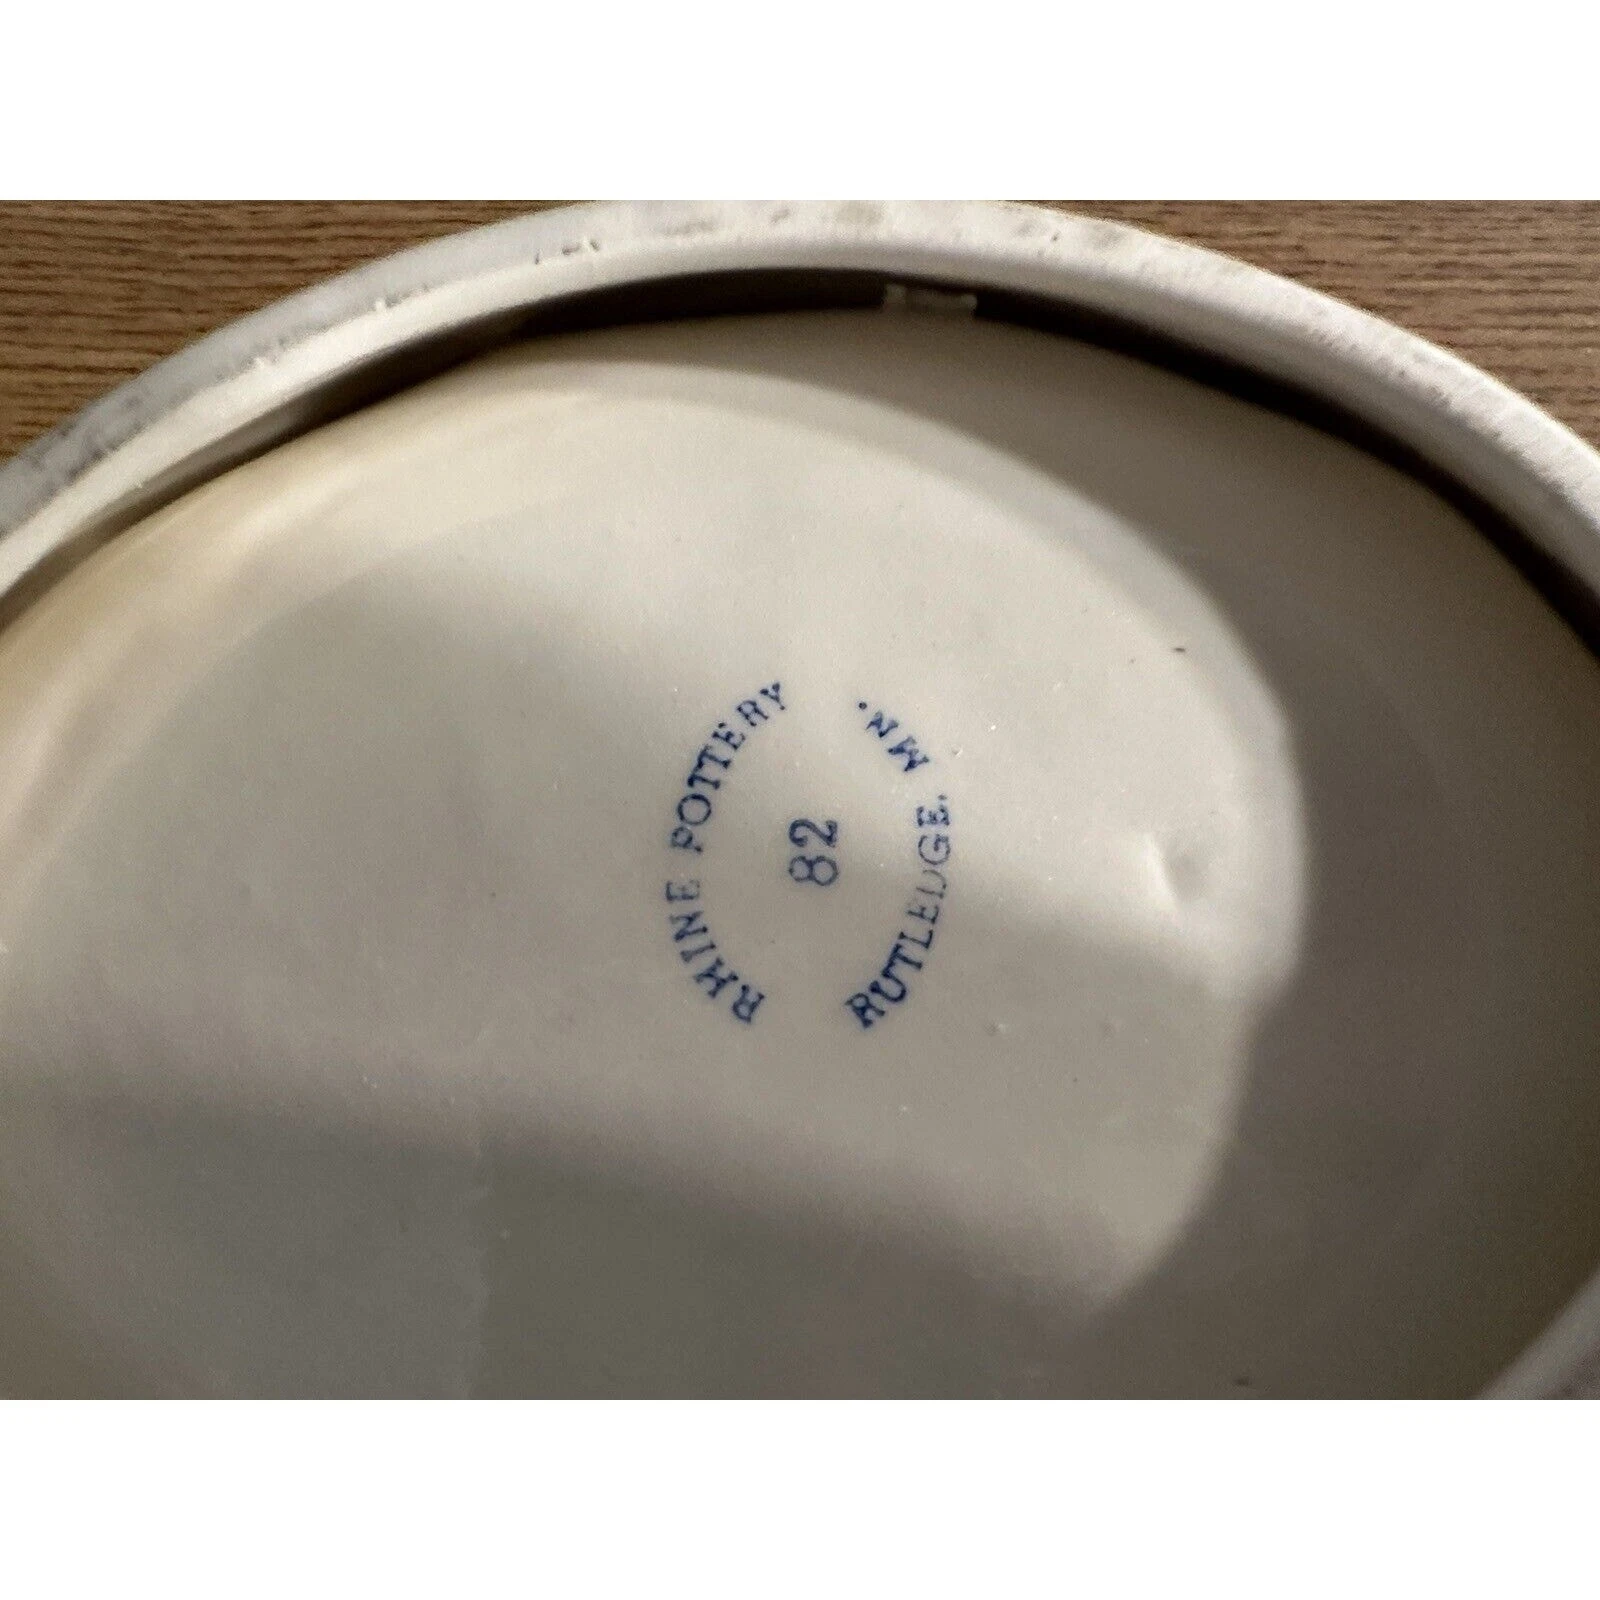 RHINE POTTERY
82
RUTLEDGE, MN.